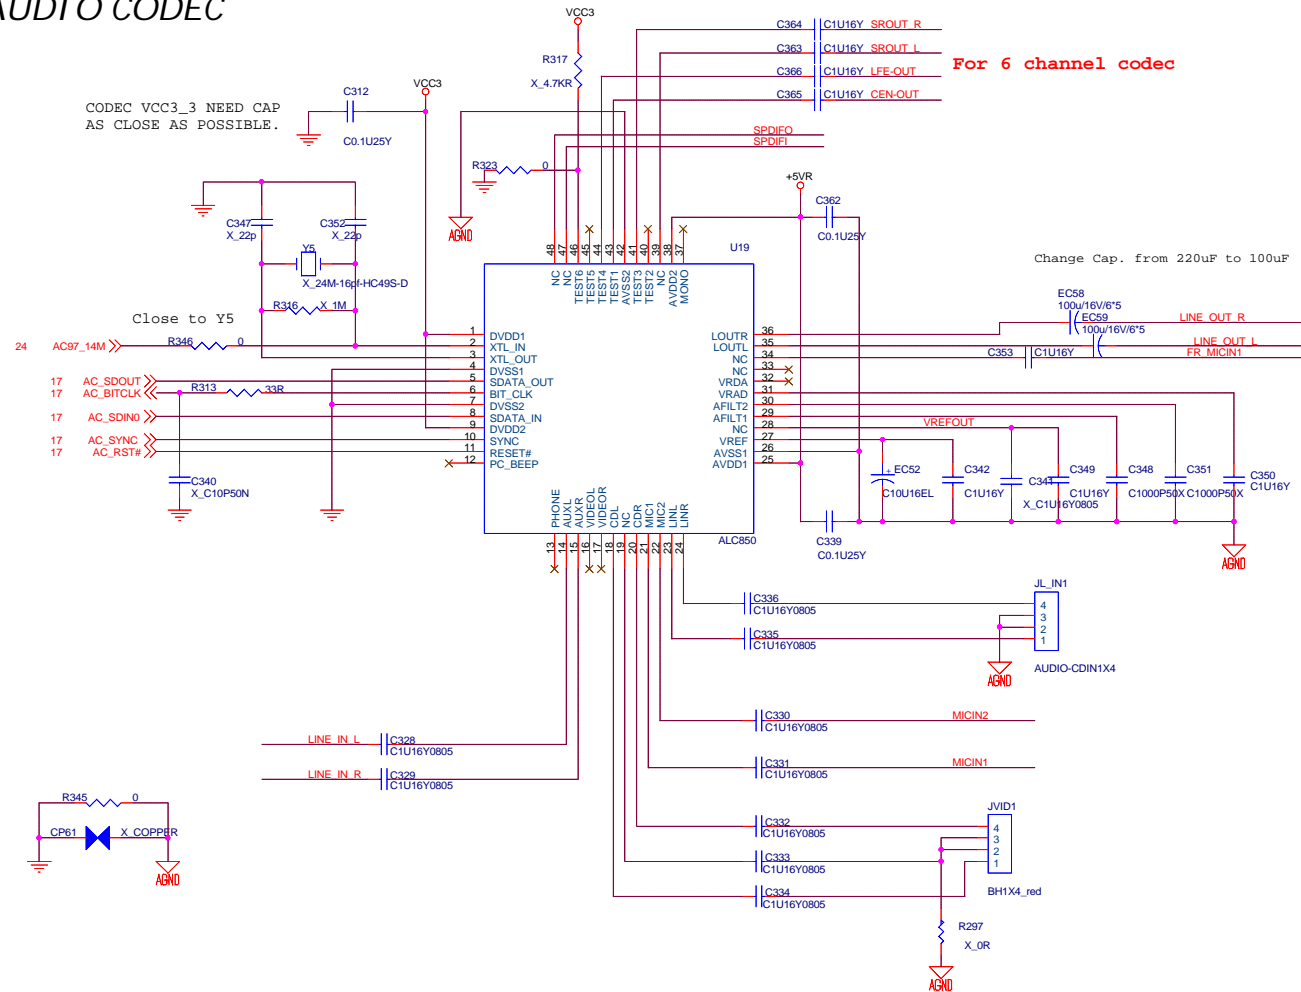 AUDIO CODEC
VCC3
C364 C1U16Y SROUT_R
C363 C1U16Y SROUT_L
C366 C1U16Y LFE-OUT
C365 C1U16Y CEN-OUT
For 6 channel codec
R317
X_4.7KR
VCC3
CODEC VCC3_3 NEED CAP
AS CLOSE AS POSSIBLE.
C312
C0.1U25Y
SPDIFO
SPDIFI
R323 0
+5VR
C362
C0.1U25Y
AGND
C347
X_22p
C352
X_22p
Y5
X_24M-16pf-HC49S-D
R316 X_1M
Close to Y5
R346 0
24 AC97_14M
17 AC_SDOUT
17 AC_BITCLK
R313 33R
17 AC_SDIN0
17 AC_SYNC
17 AC_RST#
C340
X_C10P50N
U19
48 47 46 45 44 43 42 41 40 39 38 37
NC NC TEST6 TEST5 TEST4 TEST1 AVSS2 TEST3 TEST2 NC AVDD2 MONO
1 DVDD1
2 XTL_IN
3 XTL_OUT
4 DVSS1
5 SDATA_OUT
6 BIT_CLK
7 DVSS2
8 SDATA_IN
9 DVDD2
10 SYNC
11 RESET#
12 PC_BEEP
LOUTR 36
LOUTL 35
NC 34
NC 33
VRDA 32
VRAD 31
AFILT2 30
AFILT1 29
NC 28
VREF 27
AVSS1 26
AVDD1 25
PHONE AUXL AUXR VIDEOL VIDEOR CDL NC CDR MIC1 MIC2 LINL LINR
13 14 15 16 17 18 19 20 21 22 23 24
ALC850
Change Cap. from 220uF to 100uF
EC58
100u/16V/6*5
EC59
100u/16V/6*5
LINE_OUT_R
LINE_OUT_L
C353 C1U16Y
FR_MICIN1
VREFOUT
+ EC52
C10U16EL
C342
C1U16Y
C344
X_C1U16Y0805
C349
C1U16Y
C348
C1000P50X
C351
C1000P50X
C350
C1U16Y
AGND
C339
C0.1U25Y
C336
C1U16Y0805
C335
C1U16Y0805
JL_IN1
4
3
2
1
AUDIO-CDIN1X4
AGND
C330
C1U16Y0805
MICIN2
C331
C1U16Y0805
MICIN1
LINE_IN_L
C328
C1U16Y0805
LINE_IN_R
C329
C1U16Y0805
R345 0
CP61 X_COPPER
AGND
C332
C1U16Y0805
C333
C1U16Y0805
C334
C1U16Y0805
JVID1
4
3
2
1
BH1X4_red
R297
X_0R
AGND